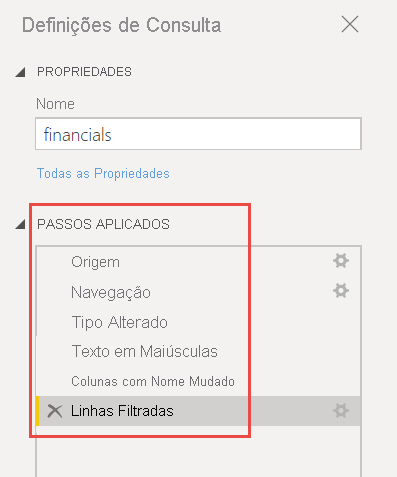 Definições de Consulta
PROPRIEDADES
Nome
financials
Todas as Propriedades
PASSOS APLICADOS
Origem
Navegação
Tipo Alterado
Texto em Maiúsculas
Colunas com Nome Mudado
Linhas Filtradas